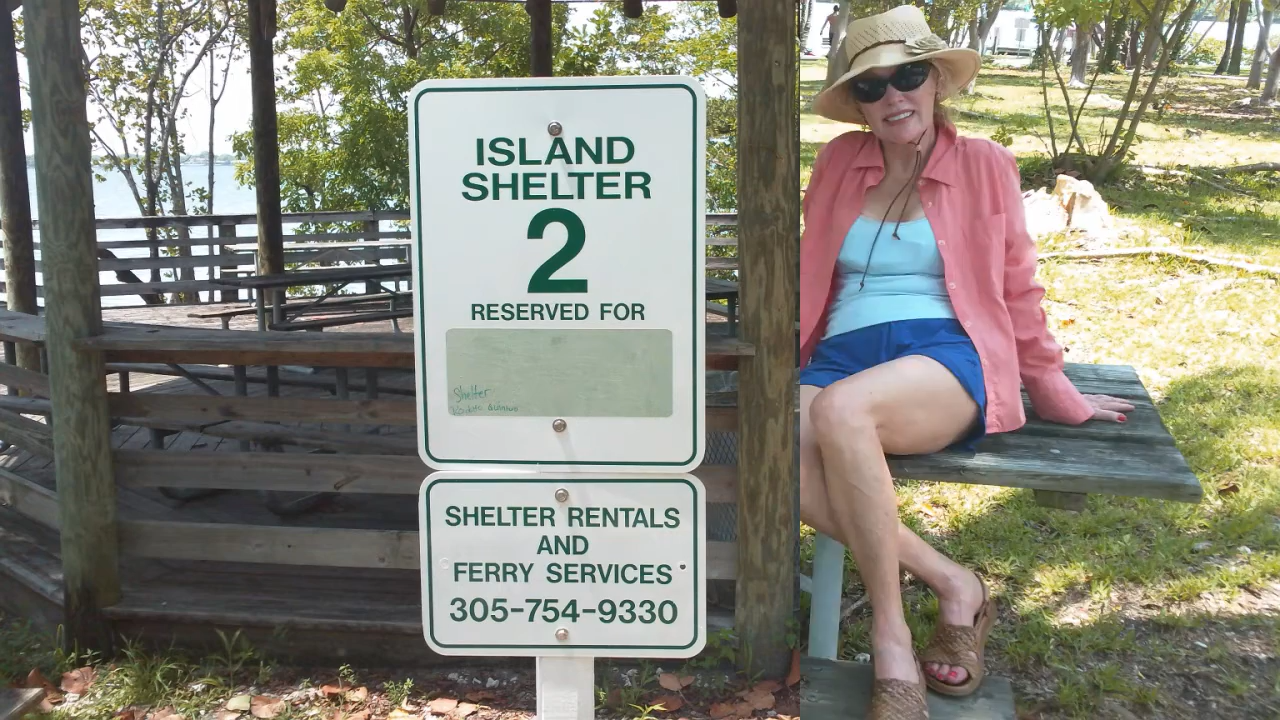 ISLAND
SHELTER
2
RESERVED FOR
Shelter
SHELTER RENTALS
AND
FERRY SERVICES
305-754-9330